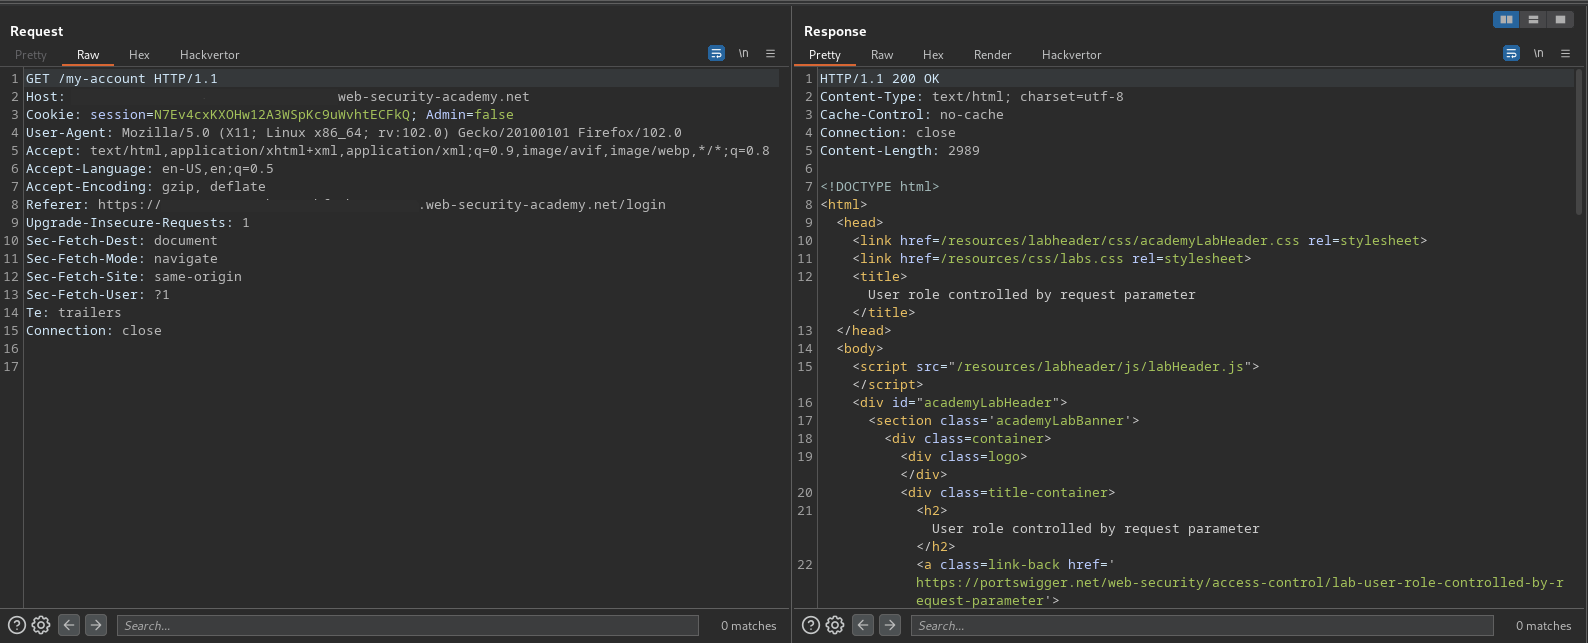 Request
Pretty Raw Hex Hackvertor \n
1 GET /my-account HTTP/1.1
2 Host: web-security-academy.net
3 Cookie: session=N7Ev4cxKXOHw12A3WSpKc9uWvhtECFkQ; Admin=false
4 User-Agent: Mozilla/5.0 (X11; Linux x86_64; rv:102.0) Gecko/20100101 Firefox/102.0
5 Accept: text/html,application/xhtml+xml,application/xml;q=0.9,image/avif,image/webp,*/*;q=0.8
6 Accept-Language: en-US,en;q=0.5
7 Accept-Encoding: gzip, deflate
8 Referer: https:// .web-security-academy.net/login
9 Upgrade-Insecure-Requests: 1
10 Sec-Fetch-Dest: document
11 Sec-Fetch-Mode: navigate
12 Sec-Fetch-Site: same-origin
13 Sec-Fetch-User: ?1
14 Te: trailers
15 Connection: close
16
17
Search...
0 matches
Response
Pretty Raw Hex Render Hackvertor \n
1 HTTP/1.1 200 OK
2 Content-Type: text/html; charset=utf-8
3 Cache-Control: no-cache
4 Connection: close
5 Content-Length: 2989
6
7 <!DOCTYPE html>
8 <html>
9 <head>
10 <link href=/resources/labheader/css/academyLabHeader.css rel=stylesheet>
11 <link href=/resources/css/labs.css rel=stylesheet>
12 <title>
User role controlled by request parameter
</title>
13 </head>
14 <body>
15 <script src="/resources/labheader/js/labHeader.js">
</script>
16 <div id="academyLabHeader">
17 <section class='academyLabBanner'>
18 <div class=container>
19 <div class=logo>
</div>
20 <div class=title-container>
21 <h2>
User role controlled by request parameter
</h2>
22 <a class=link-back href='
https://portswigger.net/web-security/access-control/lab-user-role-controlled-by-r
equest-parameter'>
Search...
0 matches